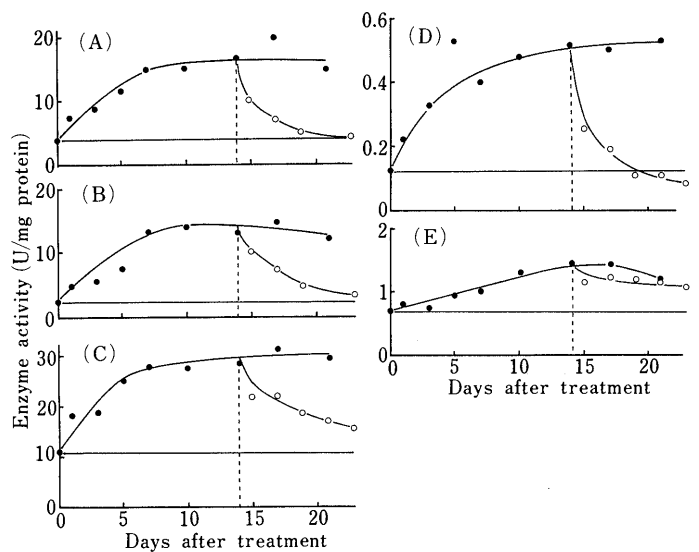 Enzyme activity (U/mg protein)
(A)
20
10
0
(B)
20
10
0
(C)
30
20
10
0
0 5 10 15 20
Days after treatment
(D)
0.6
0.4
0.2
0
(E)
2
1
0
0 5 10 15 20
Days after treatment